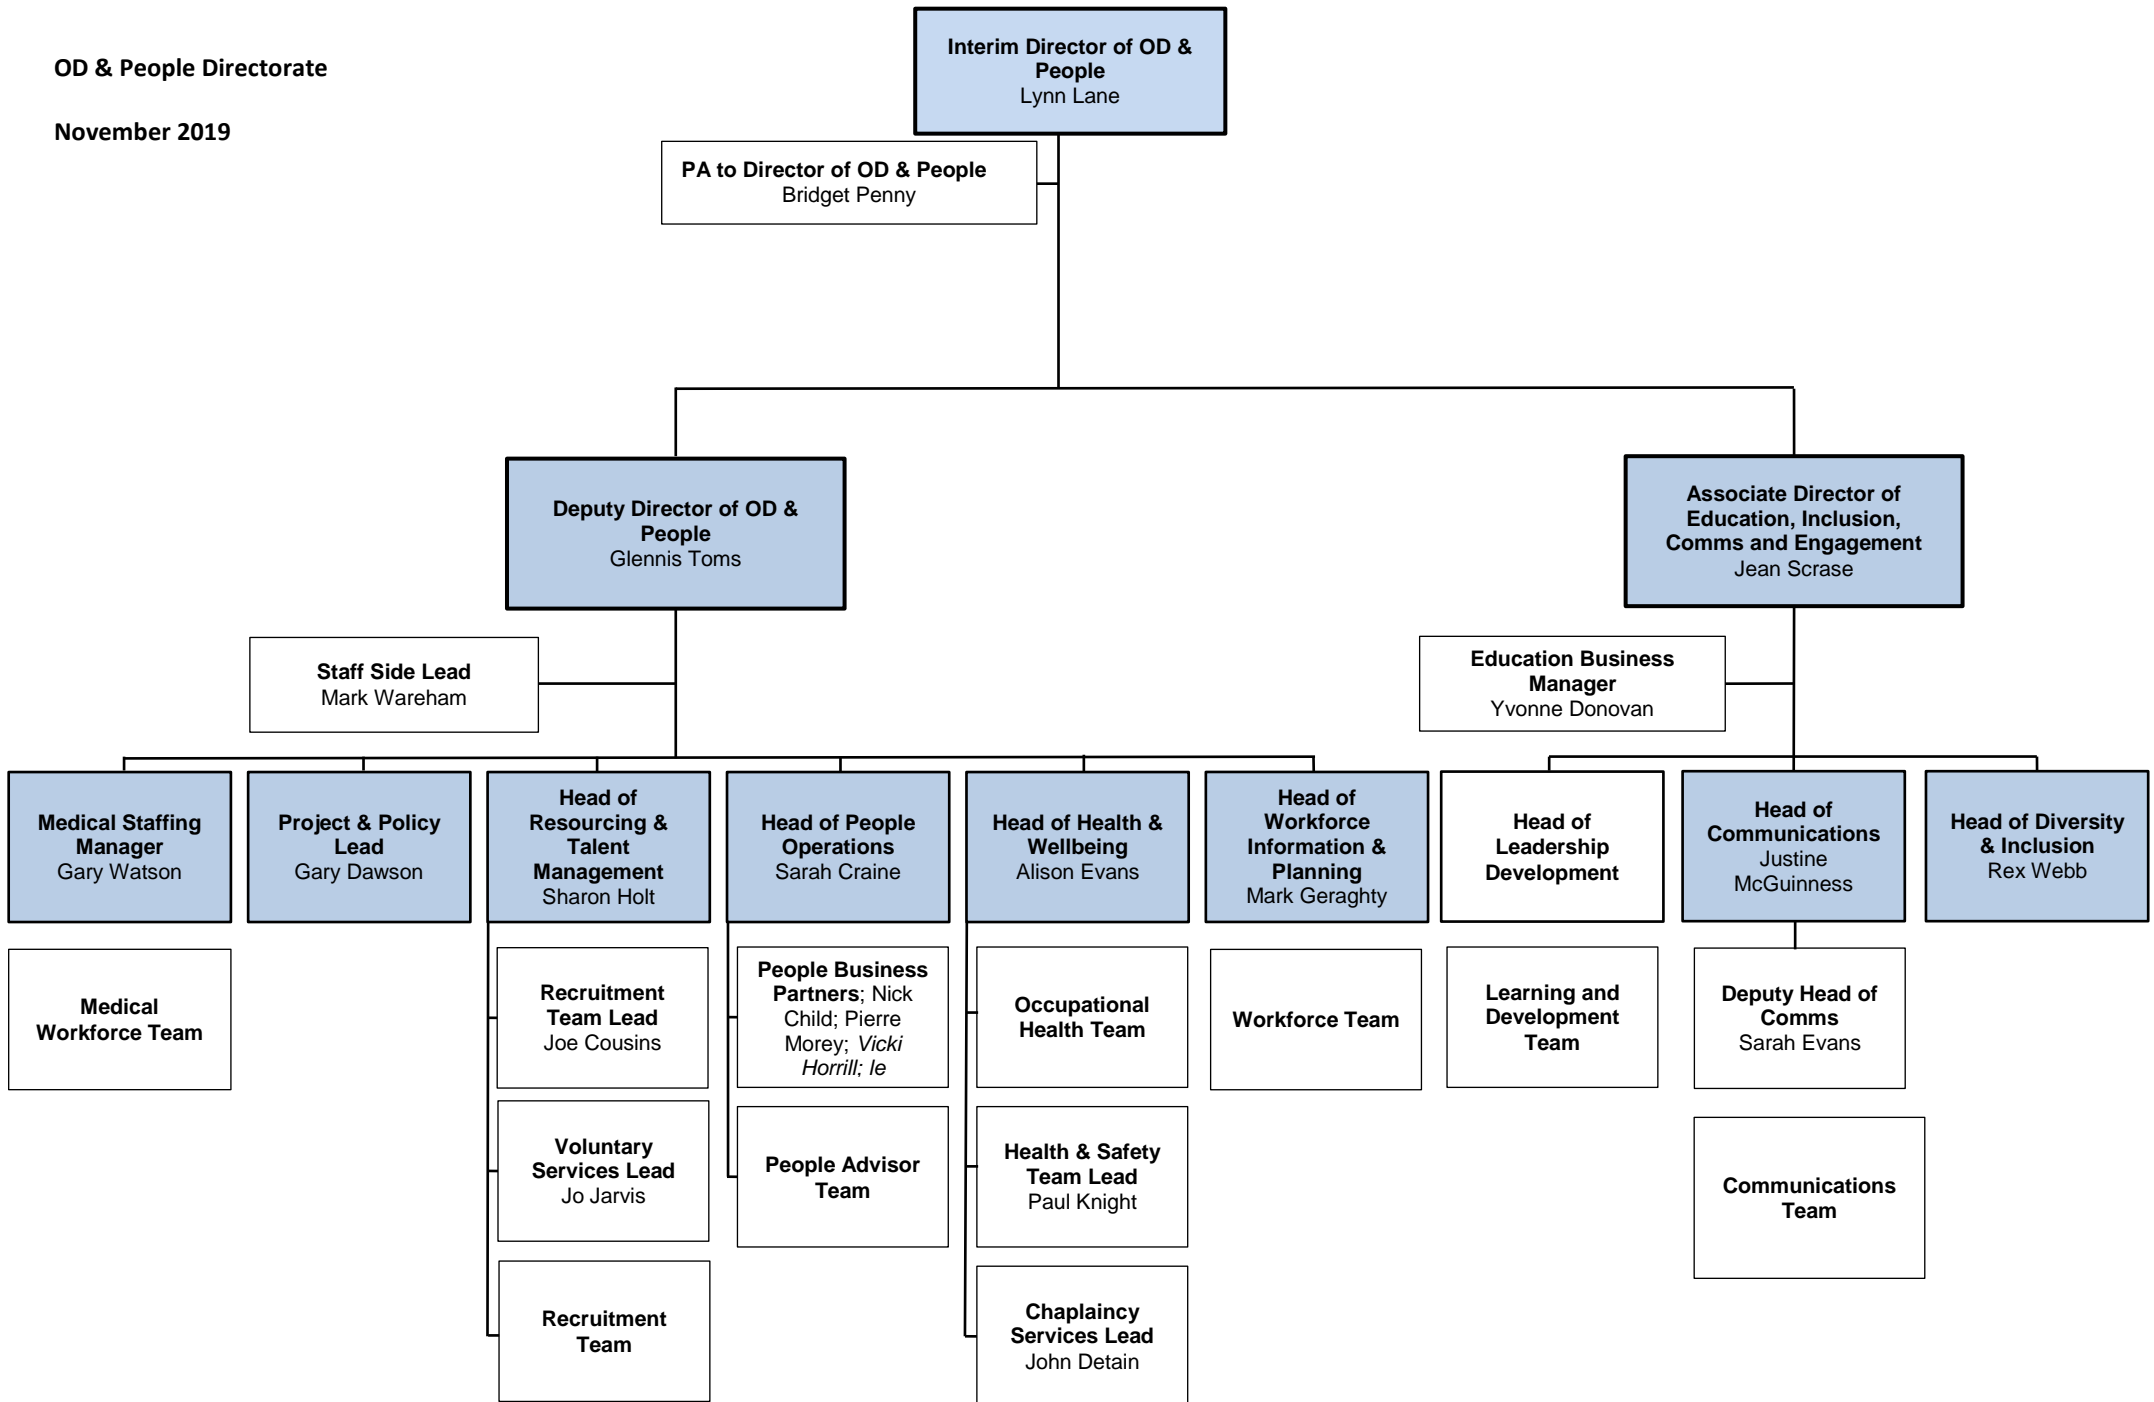 OD & People Directorate
November 2019
Interim Director of OD &
People
Lynn Lane
PA to Director of OD & People
Bridget Penny
Deputy Director of OD &
People
Glennis Toms
Associate Director of
Education, Inclusion,
Comms and Engagement
Jean Scrase
Staff Side Lead
Mark Wareham
Education Business
Manager
Yvonne Donovan
Medical Staffing
Manager
Gary Watson
Project & Policy
Lead
Gary Dawson
Head of
Resourcing &
Talent
Management
Sharon Holt
Head of People
Operations
Sarah Craine
Head of Health &
Wellbeing
Alison Evans
Head of
Workforce
Information &
Planning
Mark Geraghty
Head of
Leadership
Development
Head of
Communications
Justine
McGuinness
Head of Diversity
& Inclusion
Rex Webb
Medical
Workforce Team
Recruitment
Team Lead
Joe Cousins
People Business
Partners; Nick
Child; Pierre
Morey; Vicki
Horrill; le
Occupational
Health Team
Workforce Team
Learning and
Development
Team
Deputy Head of
Comms
Sarah Evans
Voluntary
Services Lead
Jo Jarvis
People Advisor
Team
Health & Safety
Team Lead
Paul Knight
Communications
Team
Recruitment
Team
Chaplaincy
Services Lead
John Detain